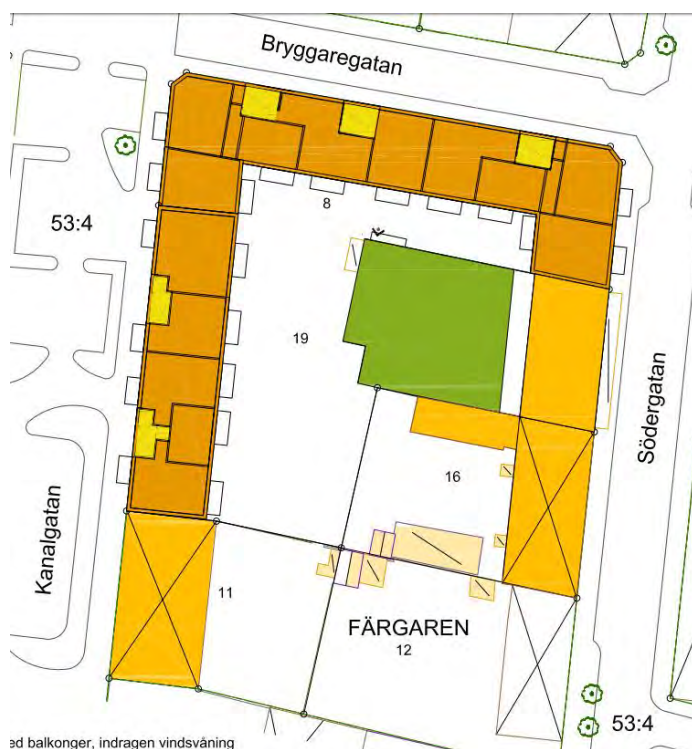 Bryggaregatan
53:4
8
19
Södergatan
16
Kanalgatan
11
FÄRGAREN
12
53:4
ed balkonger, indragen vindsvåning